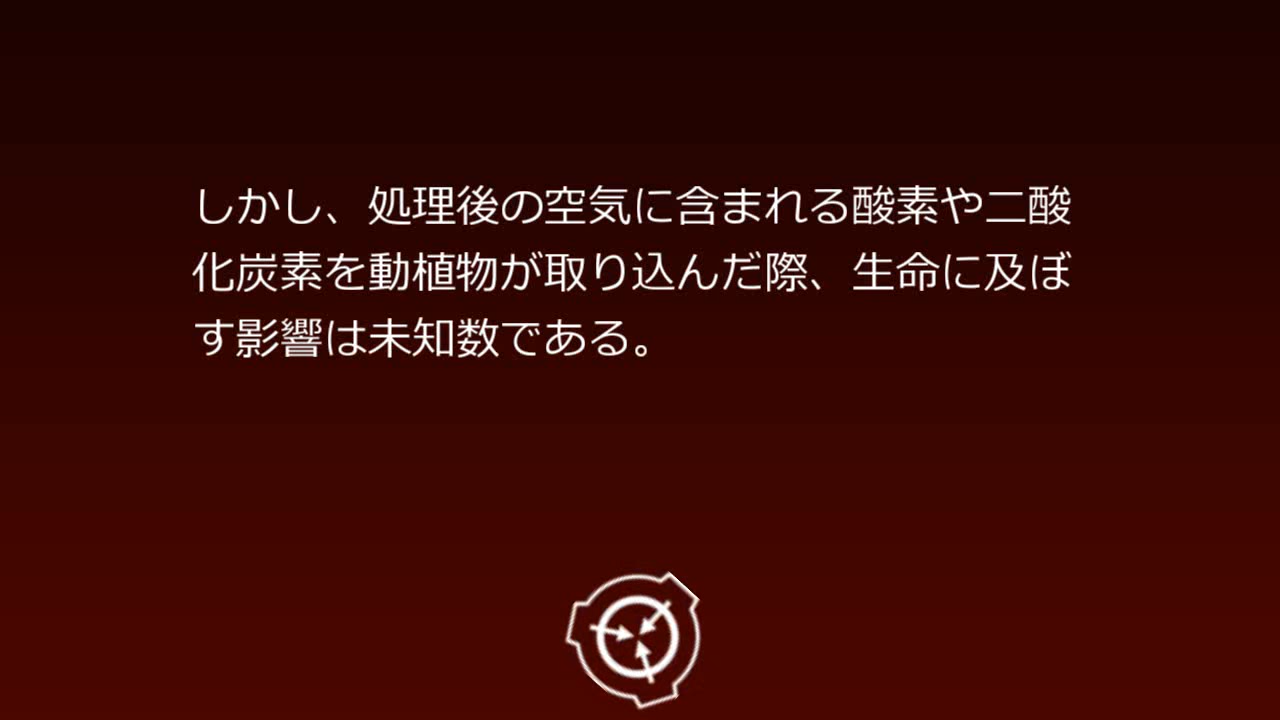 しかし、処理後の空気に含まれる酸素や二酸
化炭素を動植物が取り込んだ際、生命に及ぼ
す影響は未知数である。